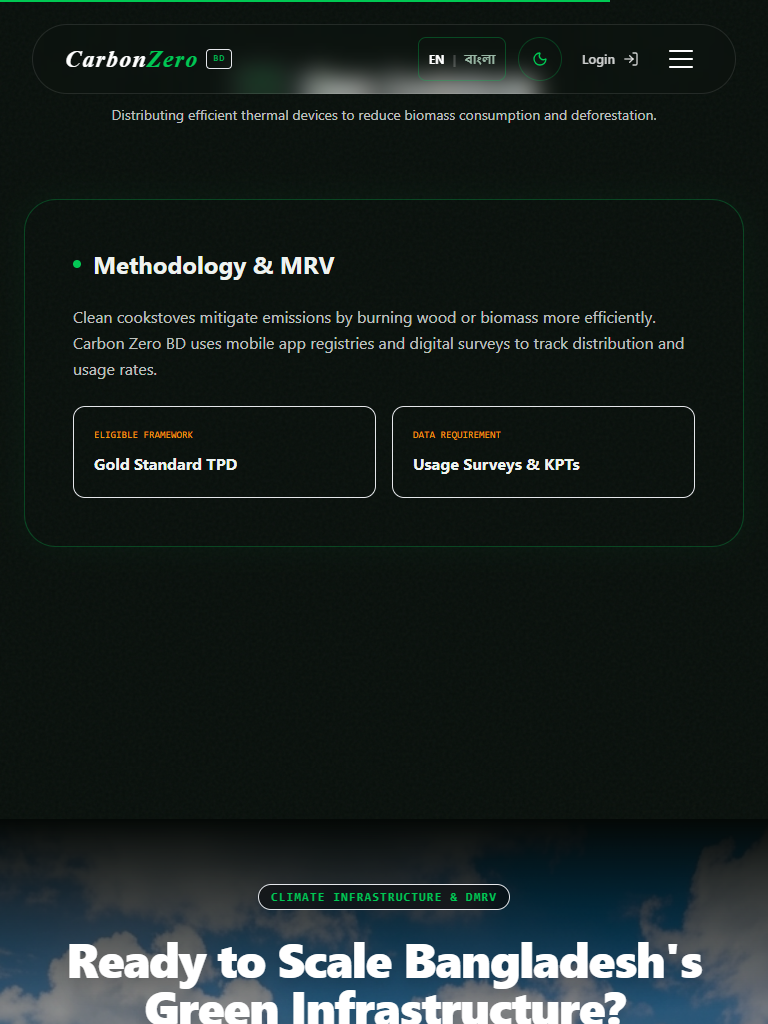 CarbonZero BD
EN | বাংলা
Login
Distributing efficient thermal devices to reduce biomass consumption and deforestation.
Methodology & MRV
Clean cookstoves mitigate emissions by burning wood or biomass more efficiently.
Carbon Zero BD uses mobile app registries and digital surveys to track distribution and
usage rates.
ELIGIBLE FRAMEWORK
Gold Standard TPD
DATA REQUIREMENT
Usage Surveys & KPTs
CLIMATE INFRASTRUCTURE & DMRV
Ready to Scale Bangladesh's
Green Infrastructure?